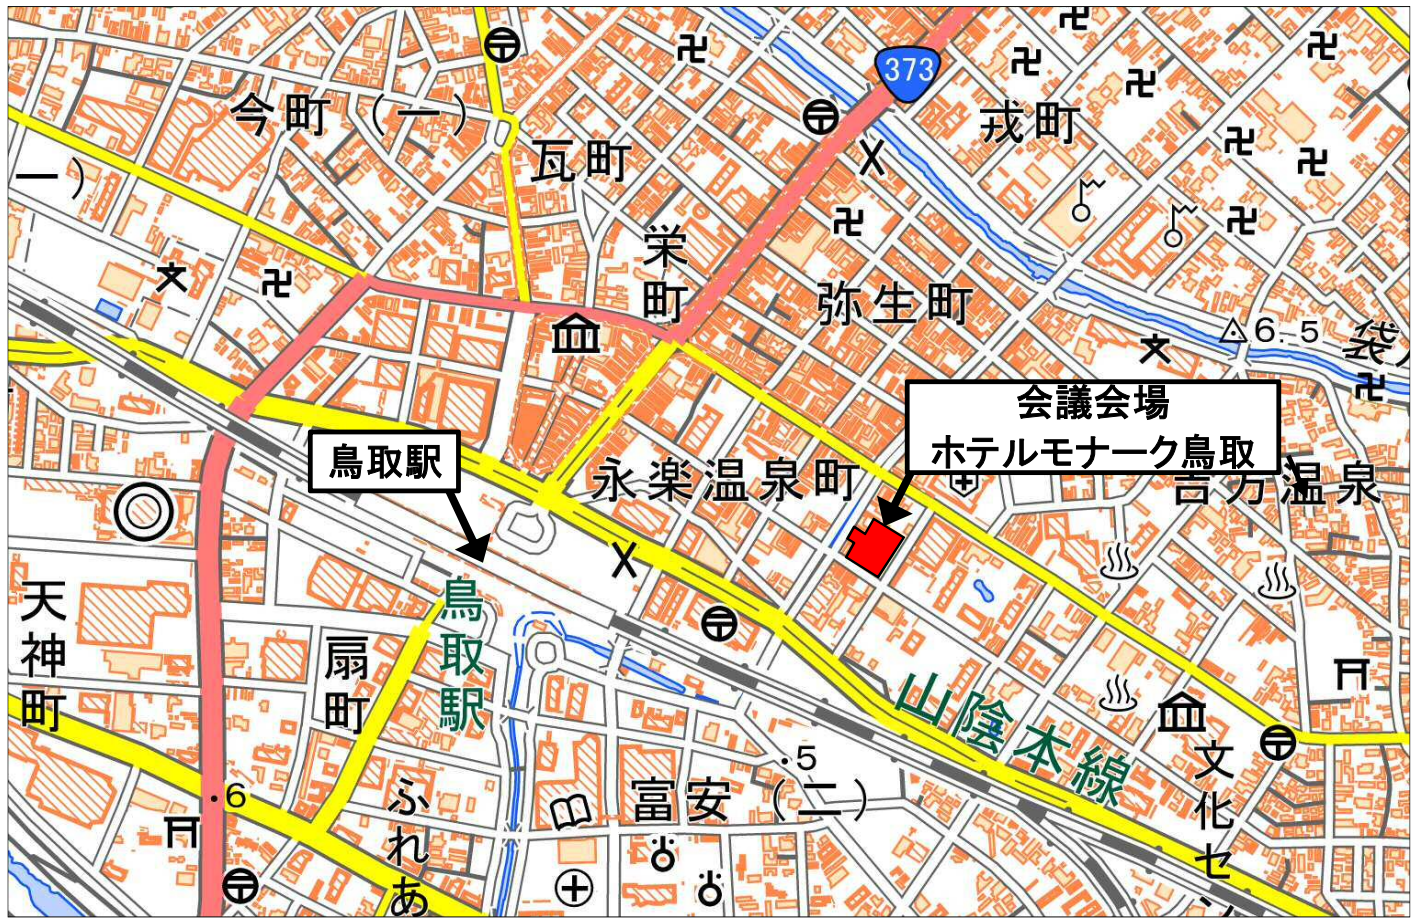 373
今町（一）
戎町
瓦町
一）
栄町
弥生町
6.5
袋
会議会場
ホテルモナーク鳥取
鳥取駅
永楽温泉町
吉方温泉
天神町
鳥取駅
扇町
山陰本線
文化セン
.5
.6
富安（二）
ふれあ